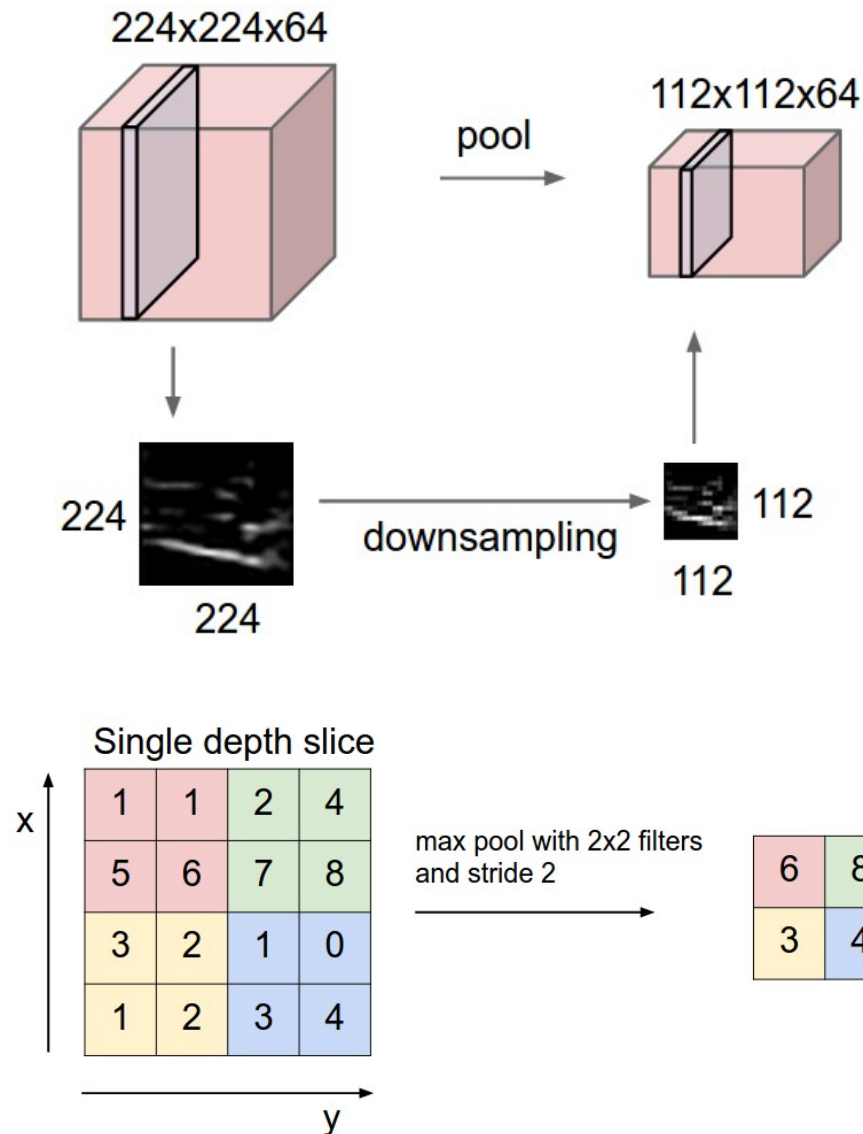 224x224x64
112x112x64
pool
224
downsampling
112
224
112
Single depth slice
x
1 1 2 4
5 6 7 8
3 2 1 0
1 2 3 4
y
max pool with 2x2 filters
and stride 2
6 8
3 4